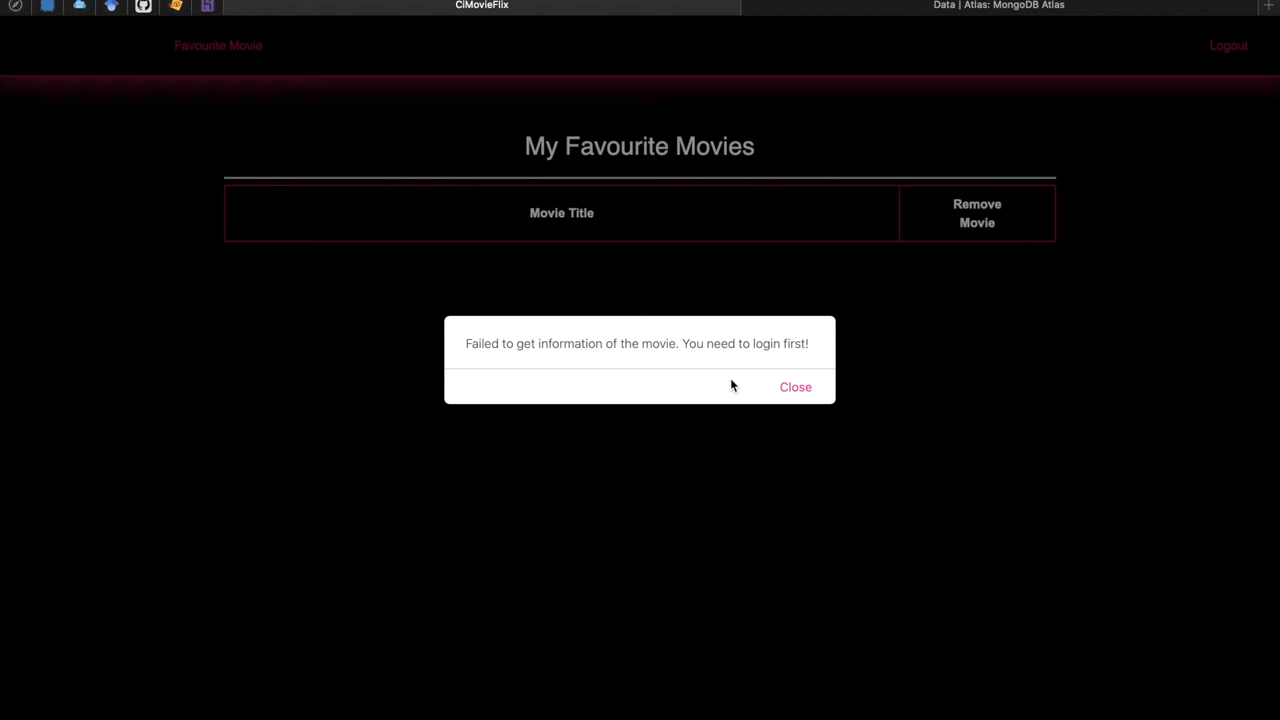 CiMovieFlix
Data | Atlas: MongoDB Atlas
Favourite Movie
Logout
My Favourite Movies
Movie Title
Remove
Movie
Failed to get information of the movie. You need to login first!
Close